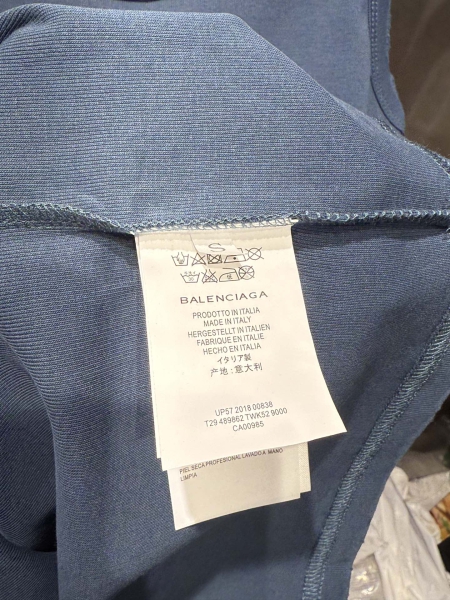 S
BALENCIAGA
PRODOTTO IN ITALIA
MADE IN ITALY
HERGESTELLT IN ITALIEN
FABRIQUE EN ITALIE
HECHO EN ITALIA
イタリア製
产地:意大利
UP57 2018 00838
T29 489862 TWK52 9000
CA00985
PIEL SECA PROFESIONAL LAVADO A MANO
LIMPIA